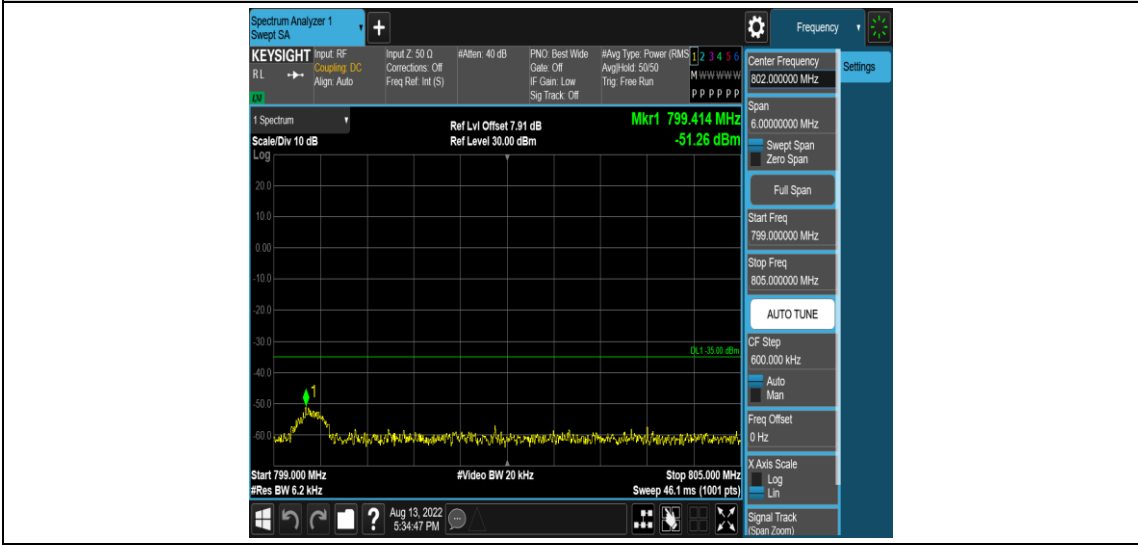 Spectrum Analyzer 1
Swept SA
+
Frequency
KEYSIGHT Input: RF Input Z: 50 Ω #Atten: 40 dB PNO: Best Wide #Avg Type: Power (RMS 1 2 3 4 5 6
RL Coupling: DC Corrections: Off Gate: Off Avg|Hold: 50/50 M W W W W W
Align: Auto Freq Ref: Int (S) IF Gain: Low Trig: Free Run
LM Sig Track: Off P P P P P P
1 Spectrum
Scale/Div 10 dB
Log
Ref Lvl Offset 7.91 dB
Ref Level 30.00 dBm
Mkr1 799.414 MHz
-51.26 dBm
20.0
10.0
0.00
-10.0
-20.0
-30.0
DL1 -35.00 dBm
-40.0
1
-50.0
-60.0
Start 799.000 MHz #Video BW 20 kHz Stop 805.000 MHz
#Res BW 6.2 kHz Sweep 46.1 ms (1001 pts)
? Aug 13, 2022
5:34:47 PM
Center Frequency
802.000000 MHz
Settings
Span
6.00000000 MHz
Swept Span
Zero Span
Full Span
Start Freq
799.000000 MHz
Stop Freq
805.000000 MHz
AUTO TUNE
CF Step
600.000 kHz
Auto
Man
Freq Offset
0 Hz
X Axis Scale
Log
Lin
Signal Track
(Span Zoom)